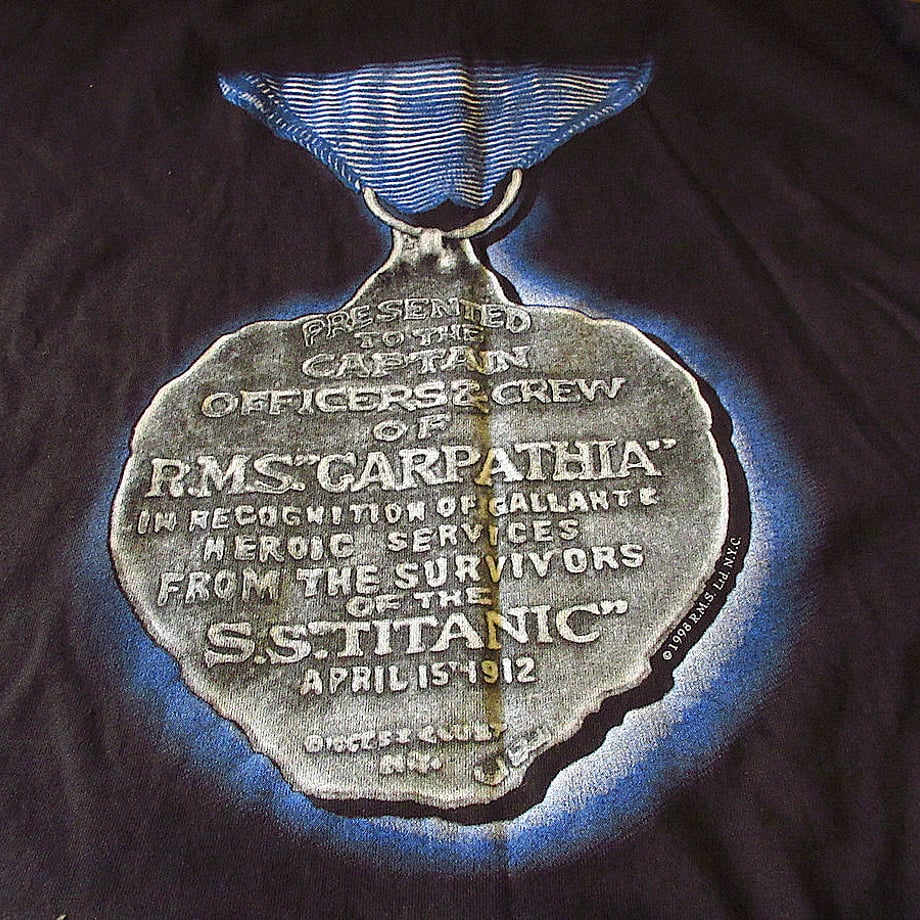 PRESENTED
TO THE
CAPTAIN
OFFICERS & CREW
OF
R.M.S. "CARPATHIA"
IN RECOGNITION OF GALLANT &
HEROIC SERVICES
FROM THE SURVIVORS
OF THE
S.S. "TITANIC"
APRIL 15TH 1912
N.Y.
©1998 R.M.S. Ltd. N.Y.C.